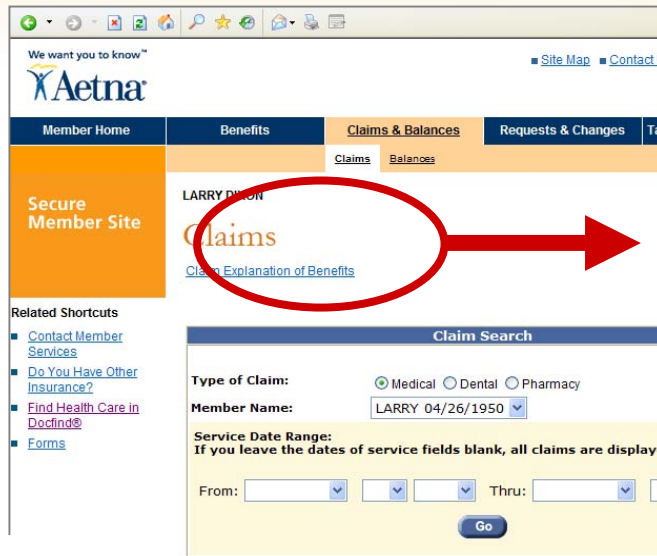 We want you to know™
Aetna®
Site Map Contact
Member Home Benefits Claims & Balances Requests & Changes
Claims Balances
Secure
Member Site
LARRY
Claims
Claim Explanation of Benefits
Related Shortcuts
Contact Member
Services
Do You Have Other
Insurance?
Find Health Care in
Docfind®
Forms
Claim Search
Type of Claim: Medical Dental Pharmacy
Member Name: LARRY 04/26/1950
Service Date Range:
If you leave the dates of service fields blank, all claims are display
From: Thru:
Go